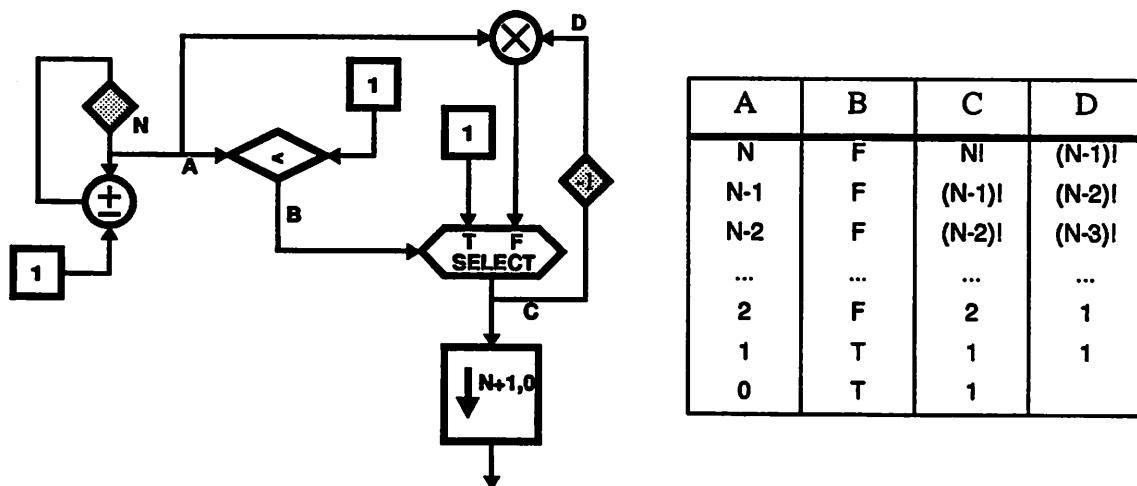 D
1
N
1
A
<
B
T F
SELECT
1
C
N+1,0
A B C D
N F N! (N-1)!
N-1 F (N-1)! (N-2)!
N-2 F (N-2)! (N-3)!
... ... ... ...
2 F 2 1
1 T 1 1
0 T 1